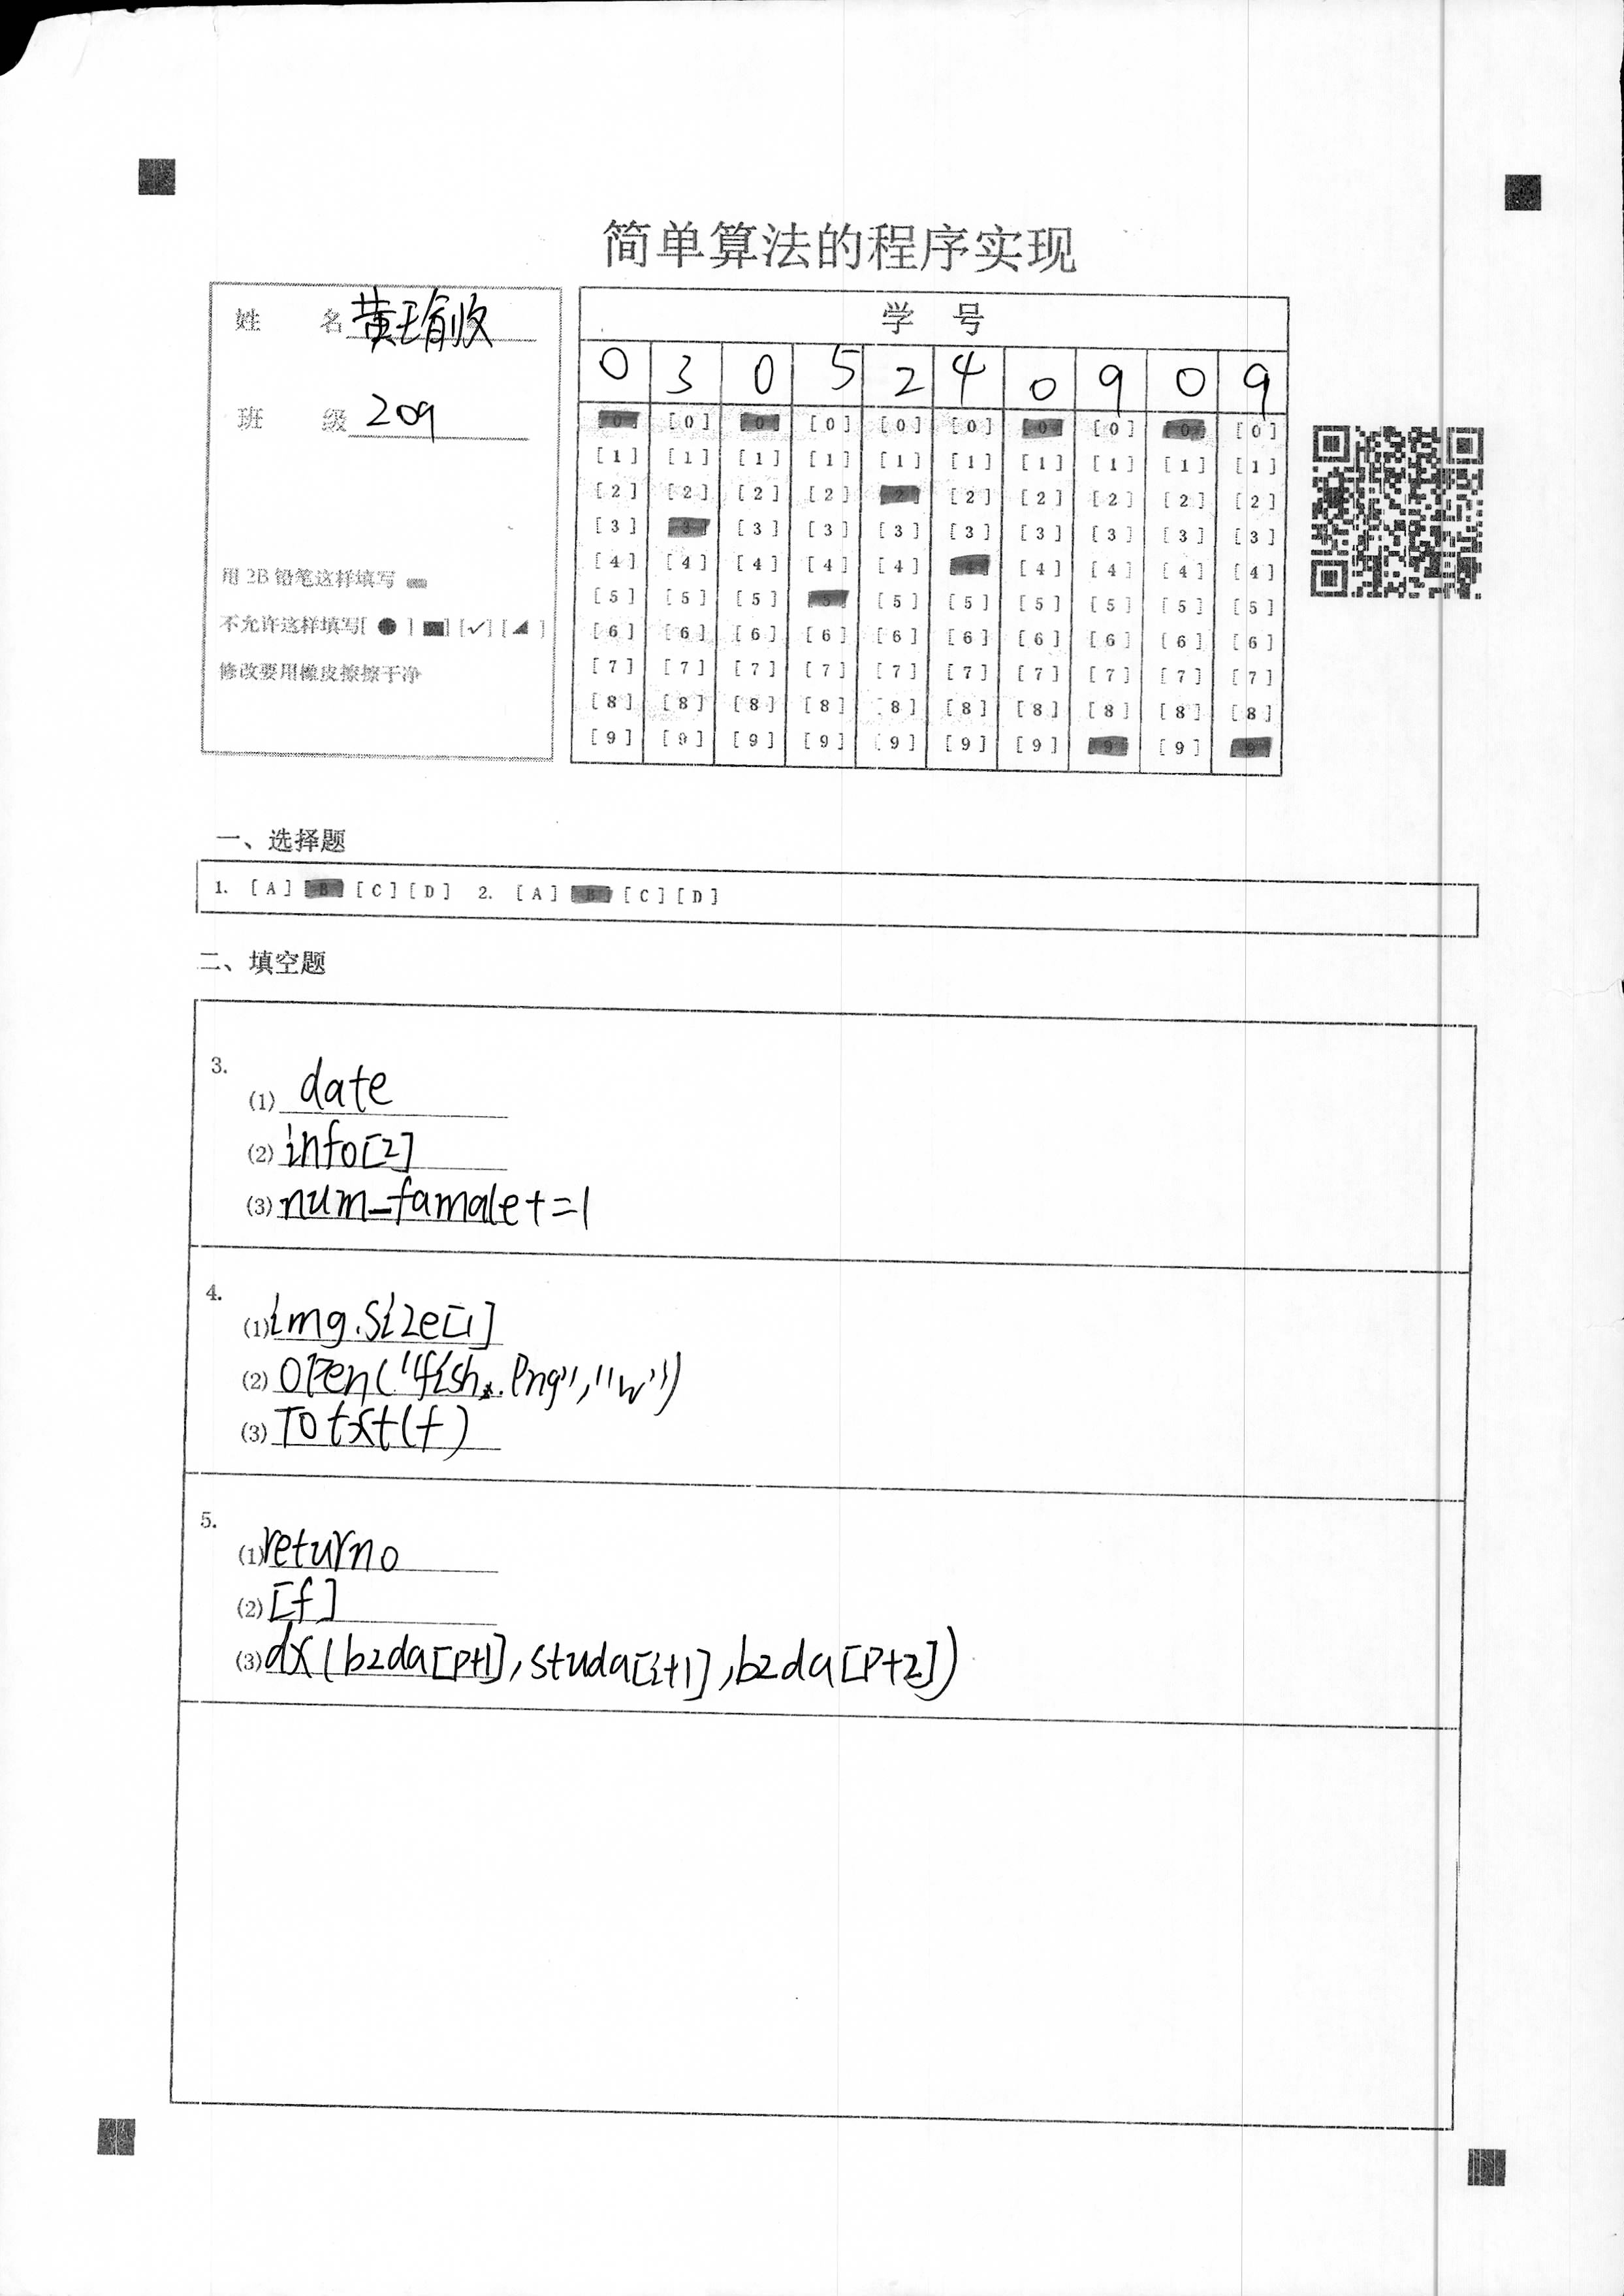 简单算法的程序实现
姓 名
班 级 209
用 2B 铅笔这样填写
不允许这样填写[ ● ] [■] [✓] [◢ ]
修改要用橡皮擦擦干净
学 号
0 3 0 5 2 4 0 9 0 9
[0] [0] [0] [0] [0] [0] [0] [0] [0] [0]
[1] [1] [1] [1] [1] [1] [1] [1] [1] [1]
[2] [2] [2] [2] [2] [2] [2] [2] [2] [2]
[3] [3] [3] [3] [3] [3] [3] [3] [3] [3]
[4] [4] [4] [4] [4] [4] [4] [4] [4] [4]
[5] [5] [5] [5] [5] [5] [5] [5] [5] [5]
[6] [6] [6] [6] [6] [6] [6] [6] [6] [6]
[7] [7] [7] [7] [7] [7] [7] [7] [7] [7]
[8] [8] [8] [8] [8] [8] [8] [8] [8] [8]
[9] [9] [9] [9] [9] [9] [9] [9] [9] [9]
一、选择题
1. [A] [B] [C] [D] 2. [A] [B] [C] [D]
二、填空题
3.
(1) date
(2) info[2]
(3) num_famale+=1
4.
(1) img.size[1]
(2) open("fish.png","w")
(3) Totxt(f)
5.
(1) return0
(2) [f]
(3) dx(bzda[p+1],studa[i+1],bzda[p+2])